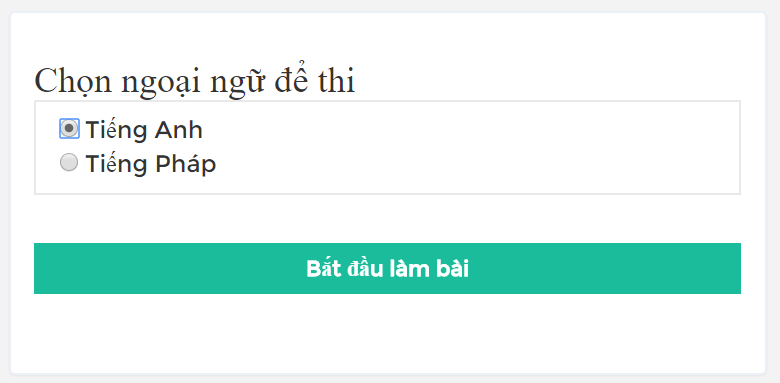 Chọn ngoại ngữ để thi
Tiếng Anh
Tiếng Pháp
Bắt đầu làm bài